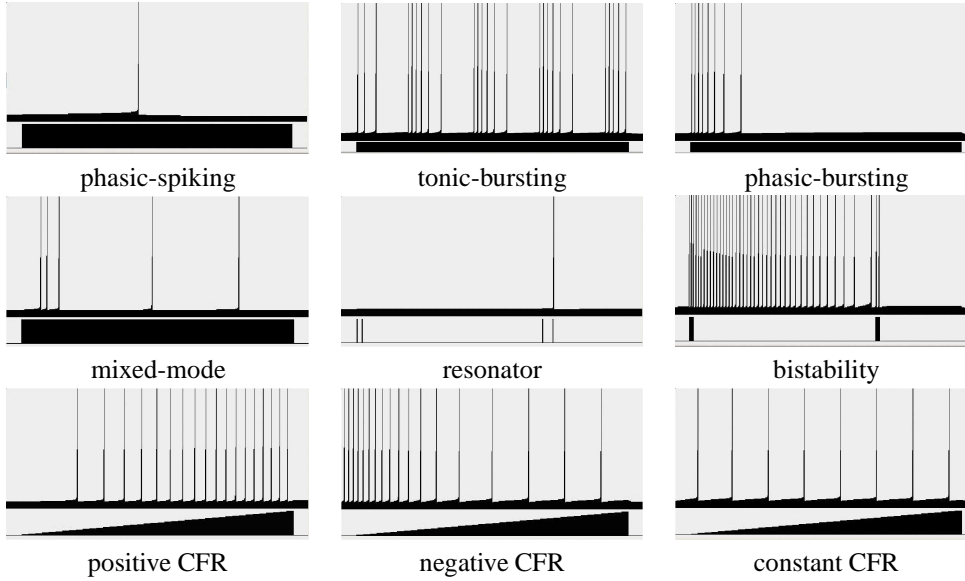 phasic-spiking
tonic-bursting
phasic-bursting
mixed-mode
resonator
bistability
positive CFR
negative CFR
constant CFR